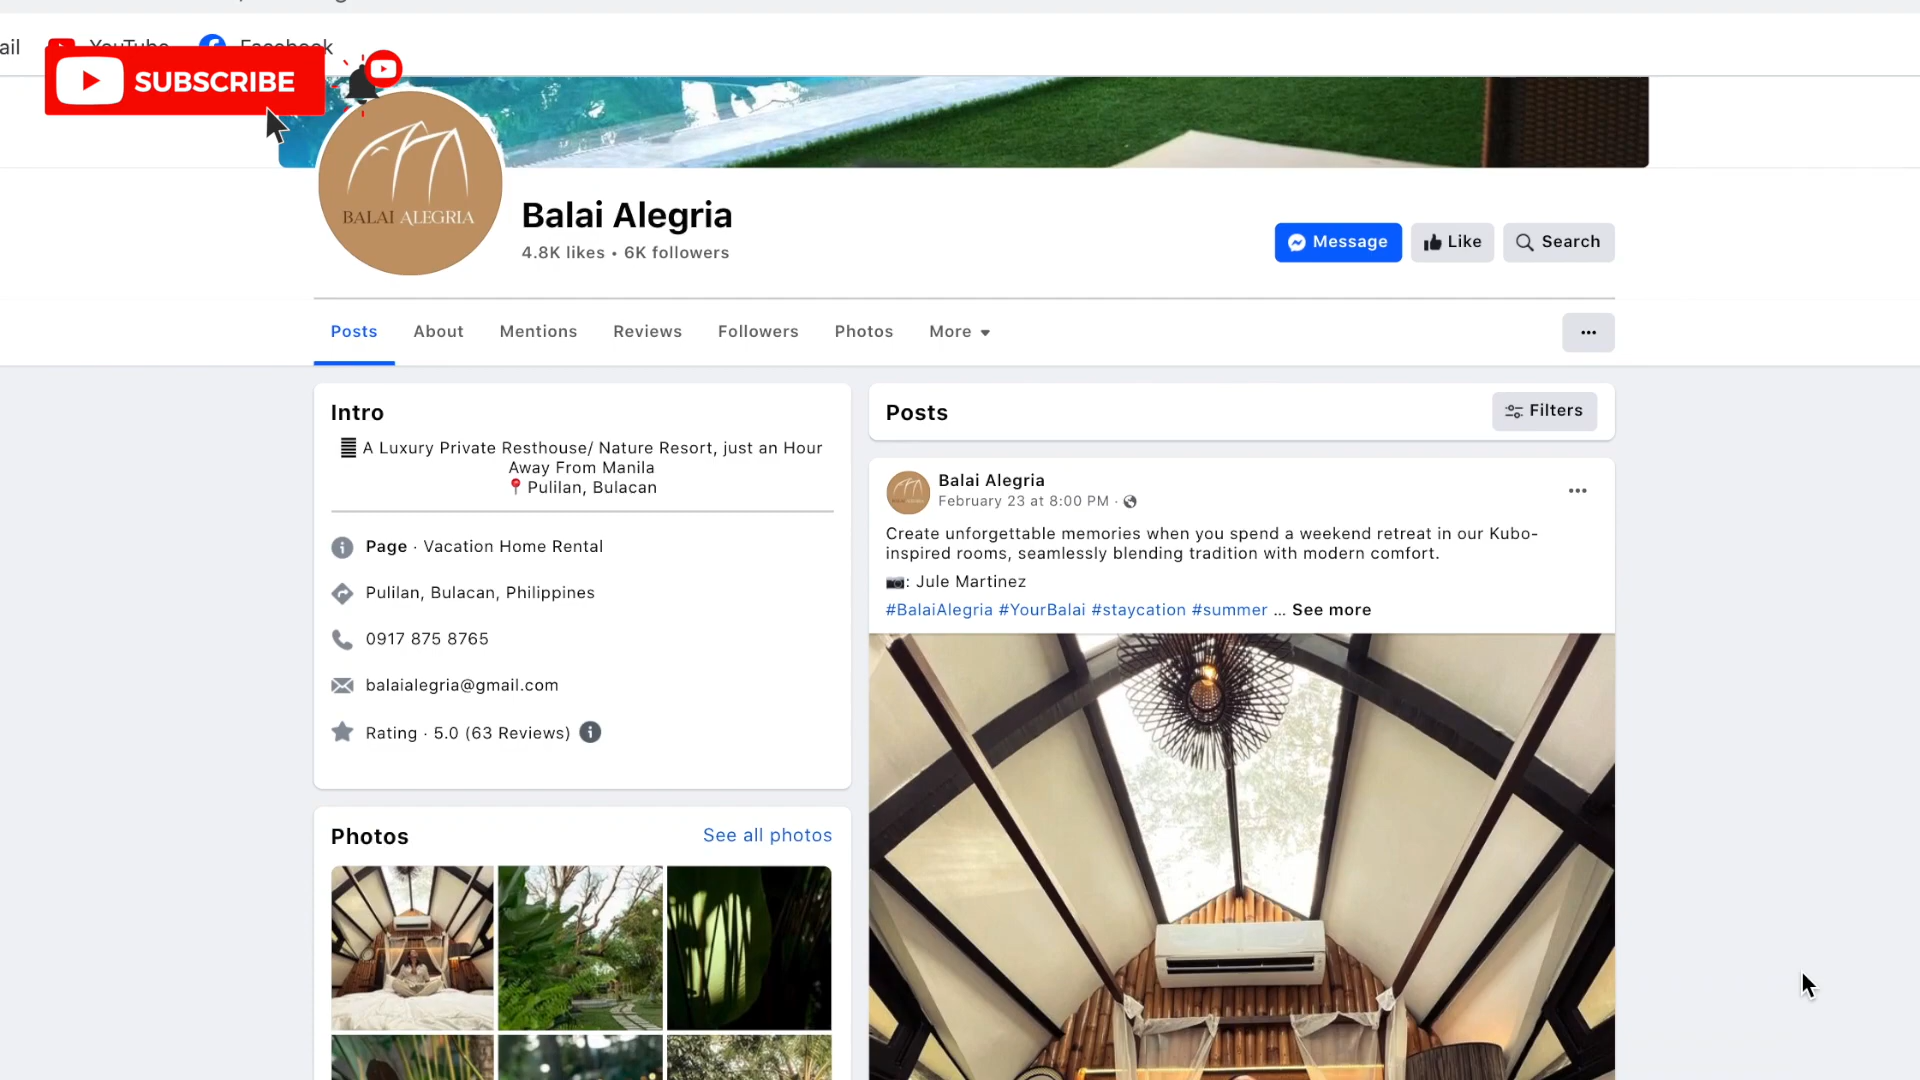 ail YouTube Facebook
SUBSCRIBE
BALAI ALEGRIA
Balai Alegria
4.8K likes • 6K followers
Message
Like
Search
Posts
About
Mentions
Reviews
Followers
Photos
More
Intro
A Luxury Private Resthouse/ Nature Resort, just an Hour
Away From Manila
Pulilan, Bulacan
Page · Vacation Home Rental
Pulilan, Bulacan, Philippines
0917 875 8765
balaialegria@gmail.com
Rating · 5.0 (63 Reviews)
Photos
See all photos
Posts
Filters
Balai Alegria
February 23 at 8:00 PM ·
Create unforgettable memories when you spend a weekend retreat in our Kubo-
inspired rooms, seamlessly blending tradition with modern comfort.
: Jule Martinez
#BalaiAlegria #YourBalai #staycation #summer ... See more